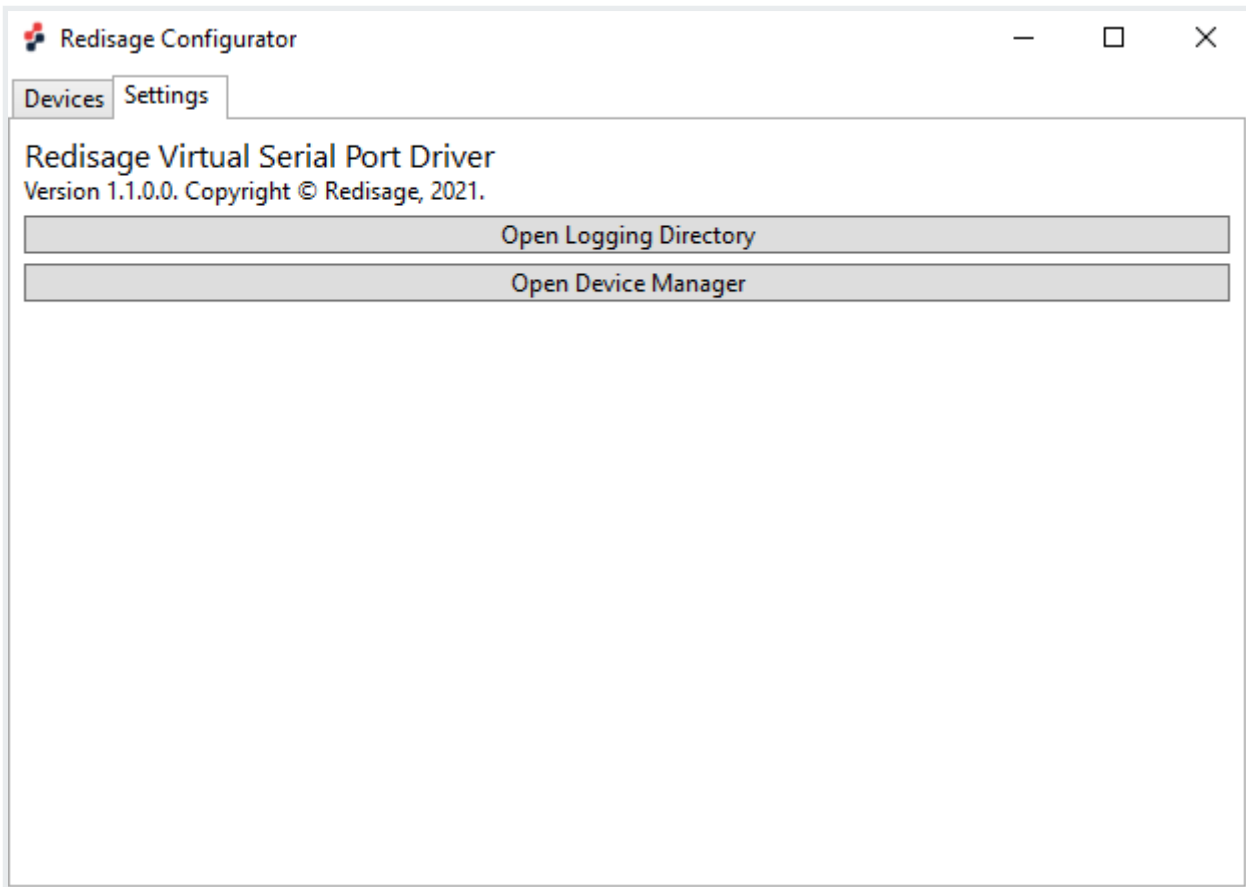 Redisage Configurator
Devices Settings
Redisage Virtual Serial Port Driver
Version 1.1.0.0. Copyright © Redisage, 2021.
Open Logging Directory
Open Device Manager